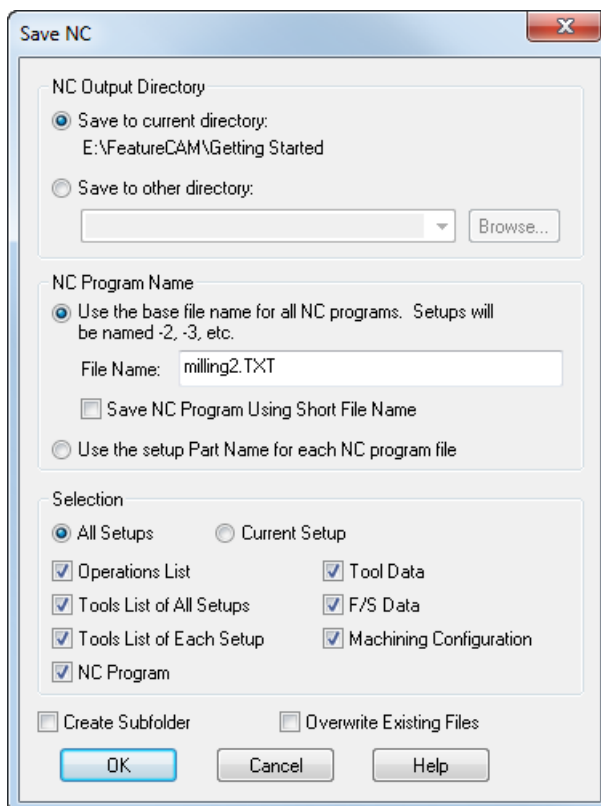 Save NC
NC Output Directory
Save to current directory:
E:\FeatureCAM\Getting Started
Save to other directory:
Browse...
NC Program Name
Use the base file name for all NC programs. Setups will
be named -2, -3, etc.
File Name: milling2.TXT
Save NC Program Using Short File Name
Use the setup Part Name for each NC program file
Selection
All Setups Current Setup
Operations List Tool Data
Tools List of All Setups F/S Data
Tools List of Each Setup Machining Configuration
NC Program
Create Subfolder Overwrite Existing Files
OK Cancel Help